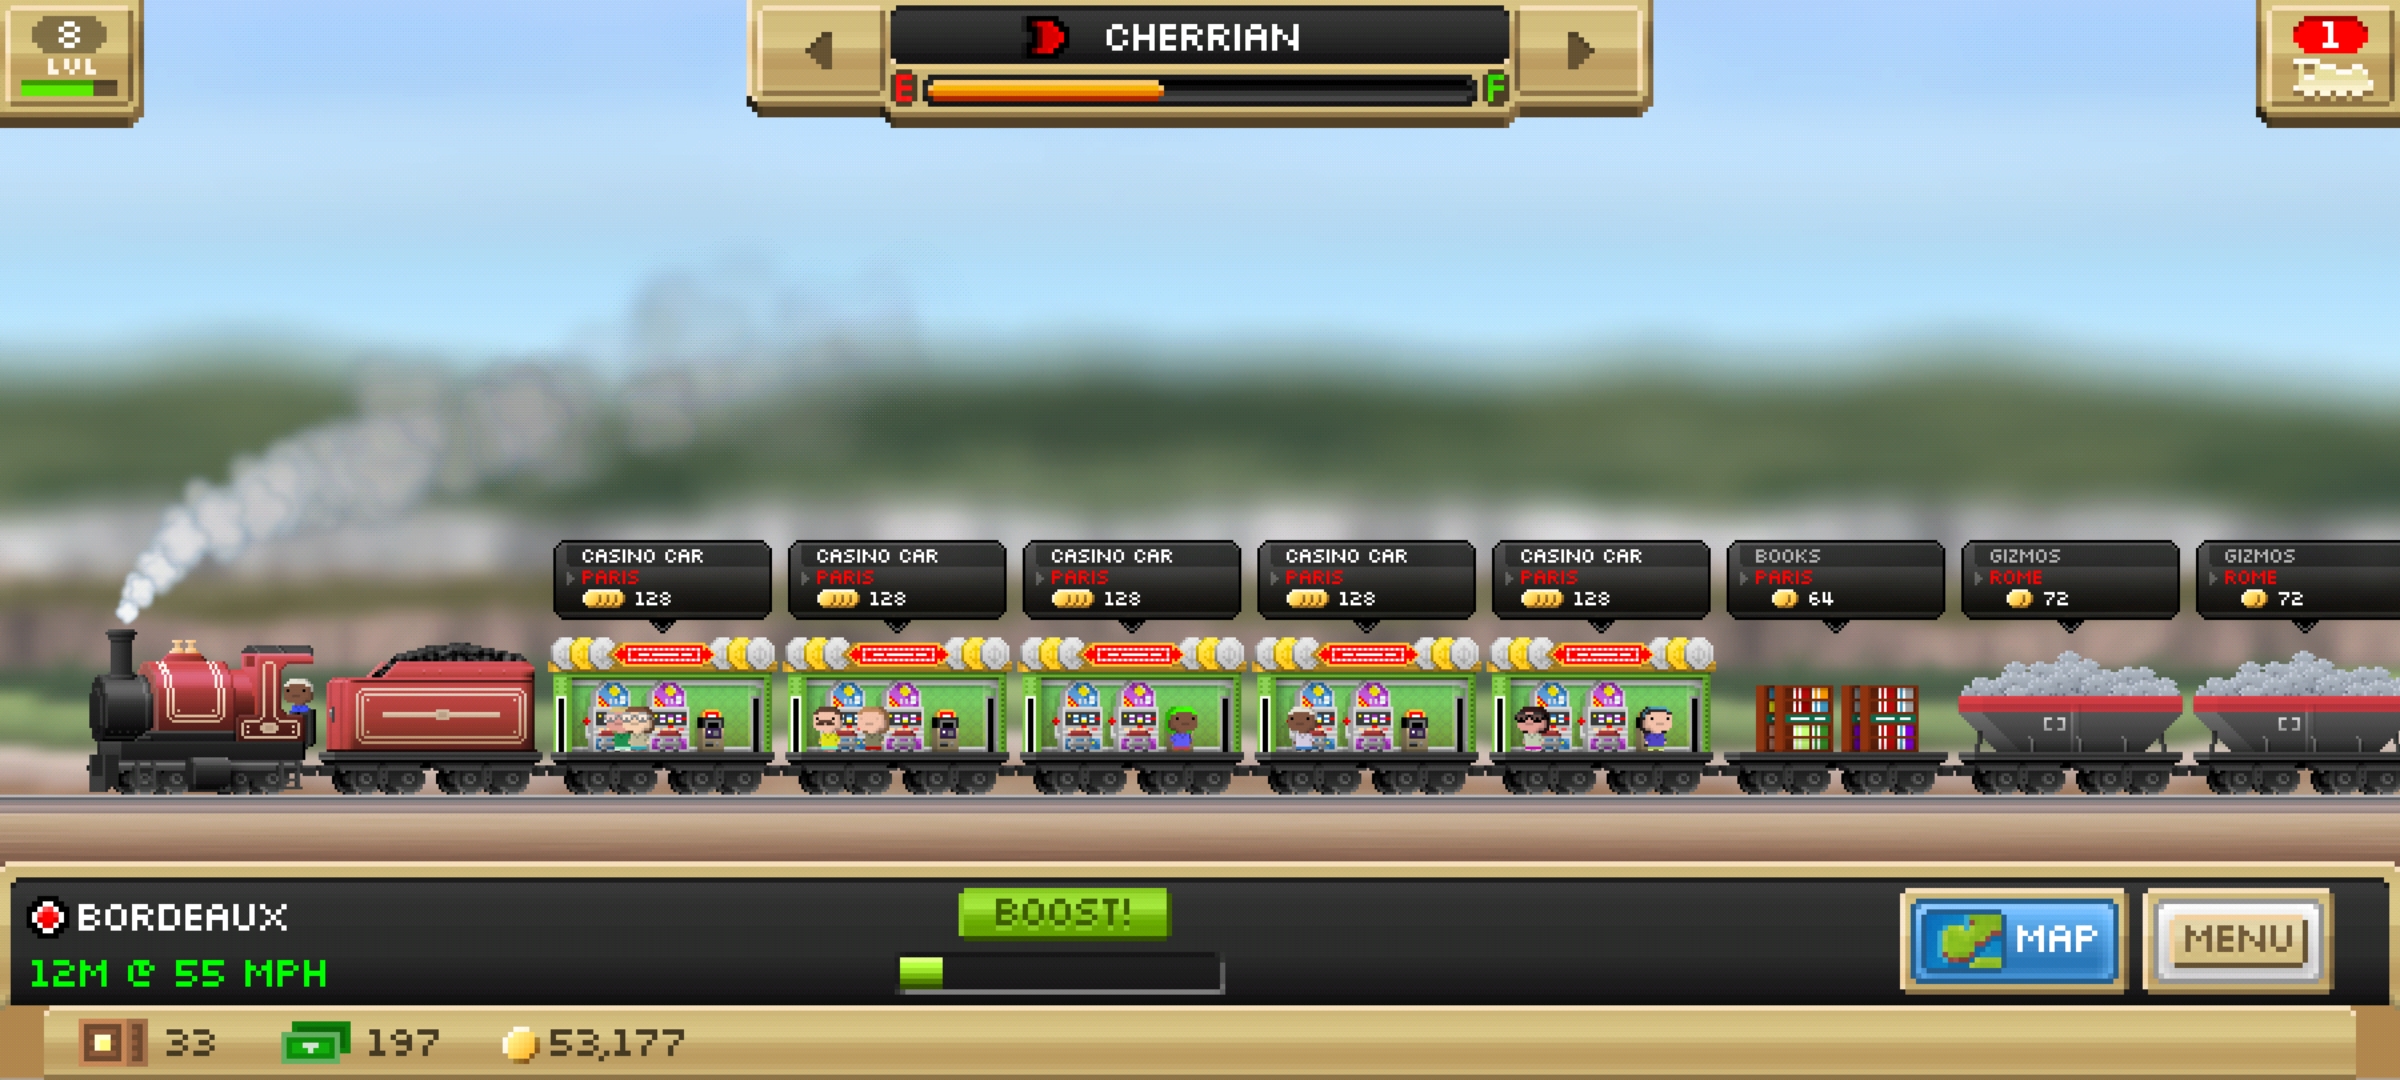 8
LVL
CHERRIAN
E F
1
CASINO CAR
PARIS
128
CASINO CAR
PARIS
128
CASINO CAR
PARIS
128
CASINO CAR
PARIS
128
CASINO CAR
PARIS
128
BOOKS
PARIS
64
GIZMOS
ROME
72
GIZMOS
ROME
72
BORDEAUX
12M @ 55 MPH
BOOST!
MAP
MENU
33
197
53,177